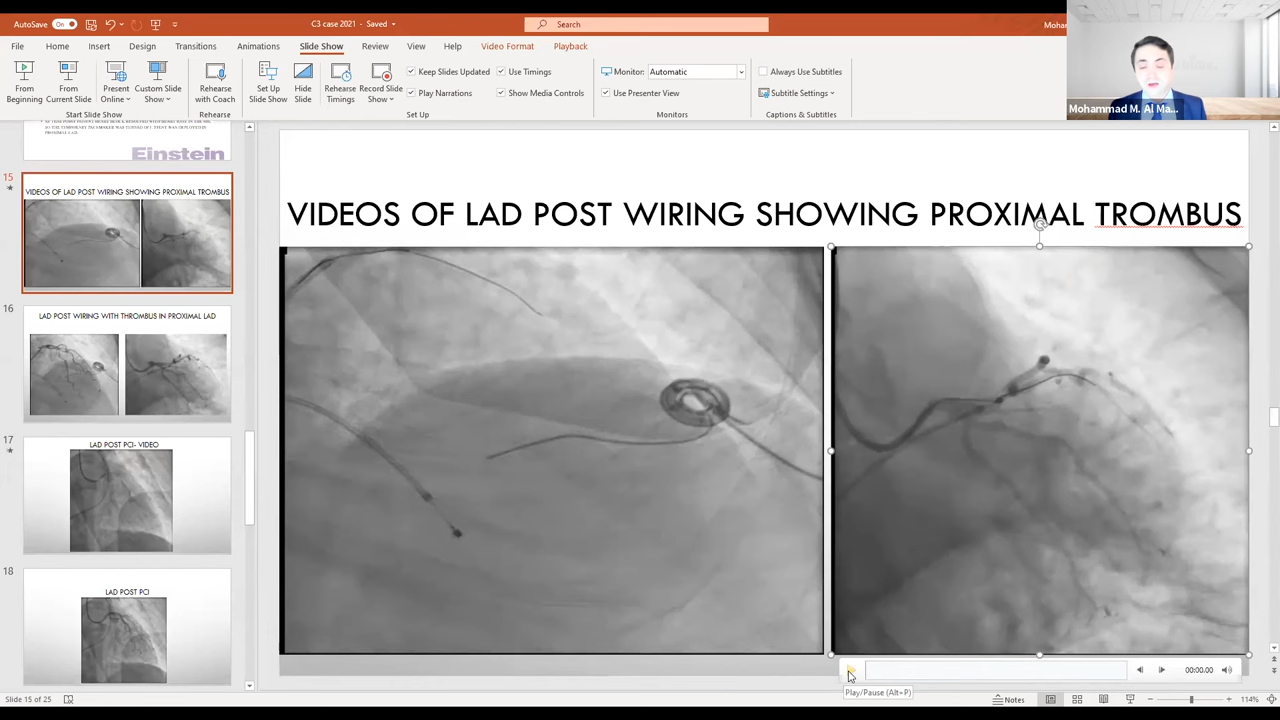 AutoSave On
C3 case 2021 - Saved
Search
Moham
File Home Insert Design Transitions Animations Slide Show Review View Help Video Format Playback
From Beginning
From Current Slide
Present Online
Custom Slide Show
Start Slide Show
Rehearse with Coach
Rehearse
Set Up Slide Show
Hide Slide
Rehearse Timings
Record Slide Show
Keep Slides Updated
Use Timings
Play Narrations
Show Media Controls
Set Up
Monitor: Automatic
Use Presenter View
Monitors
Always Use Subtitles
Subtitle Settings
Captions & Subtitles
Mohammad M. Al Ma...
Einstein
15
VIDEOS OF LAD POST WIRING SHOWING PROXIMAL TROMBUS
16
LAD POST WIRING WITH THROMBUS IN PROXIMAL LAD
17
LAD POST PCI- VIDEO
18
LAD POST PCI
VIDEOS OF LAD POST WIRING SHOWING PROXIMAL TROMBUS
00:00.00
Play/Pause (Alt+P)
Slide 15 of 25
Notes
114%